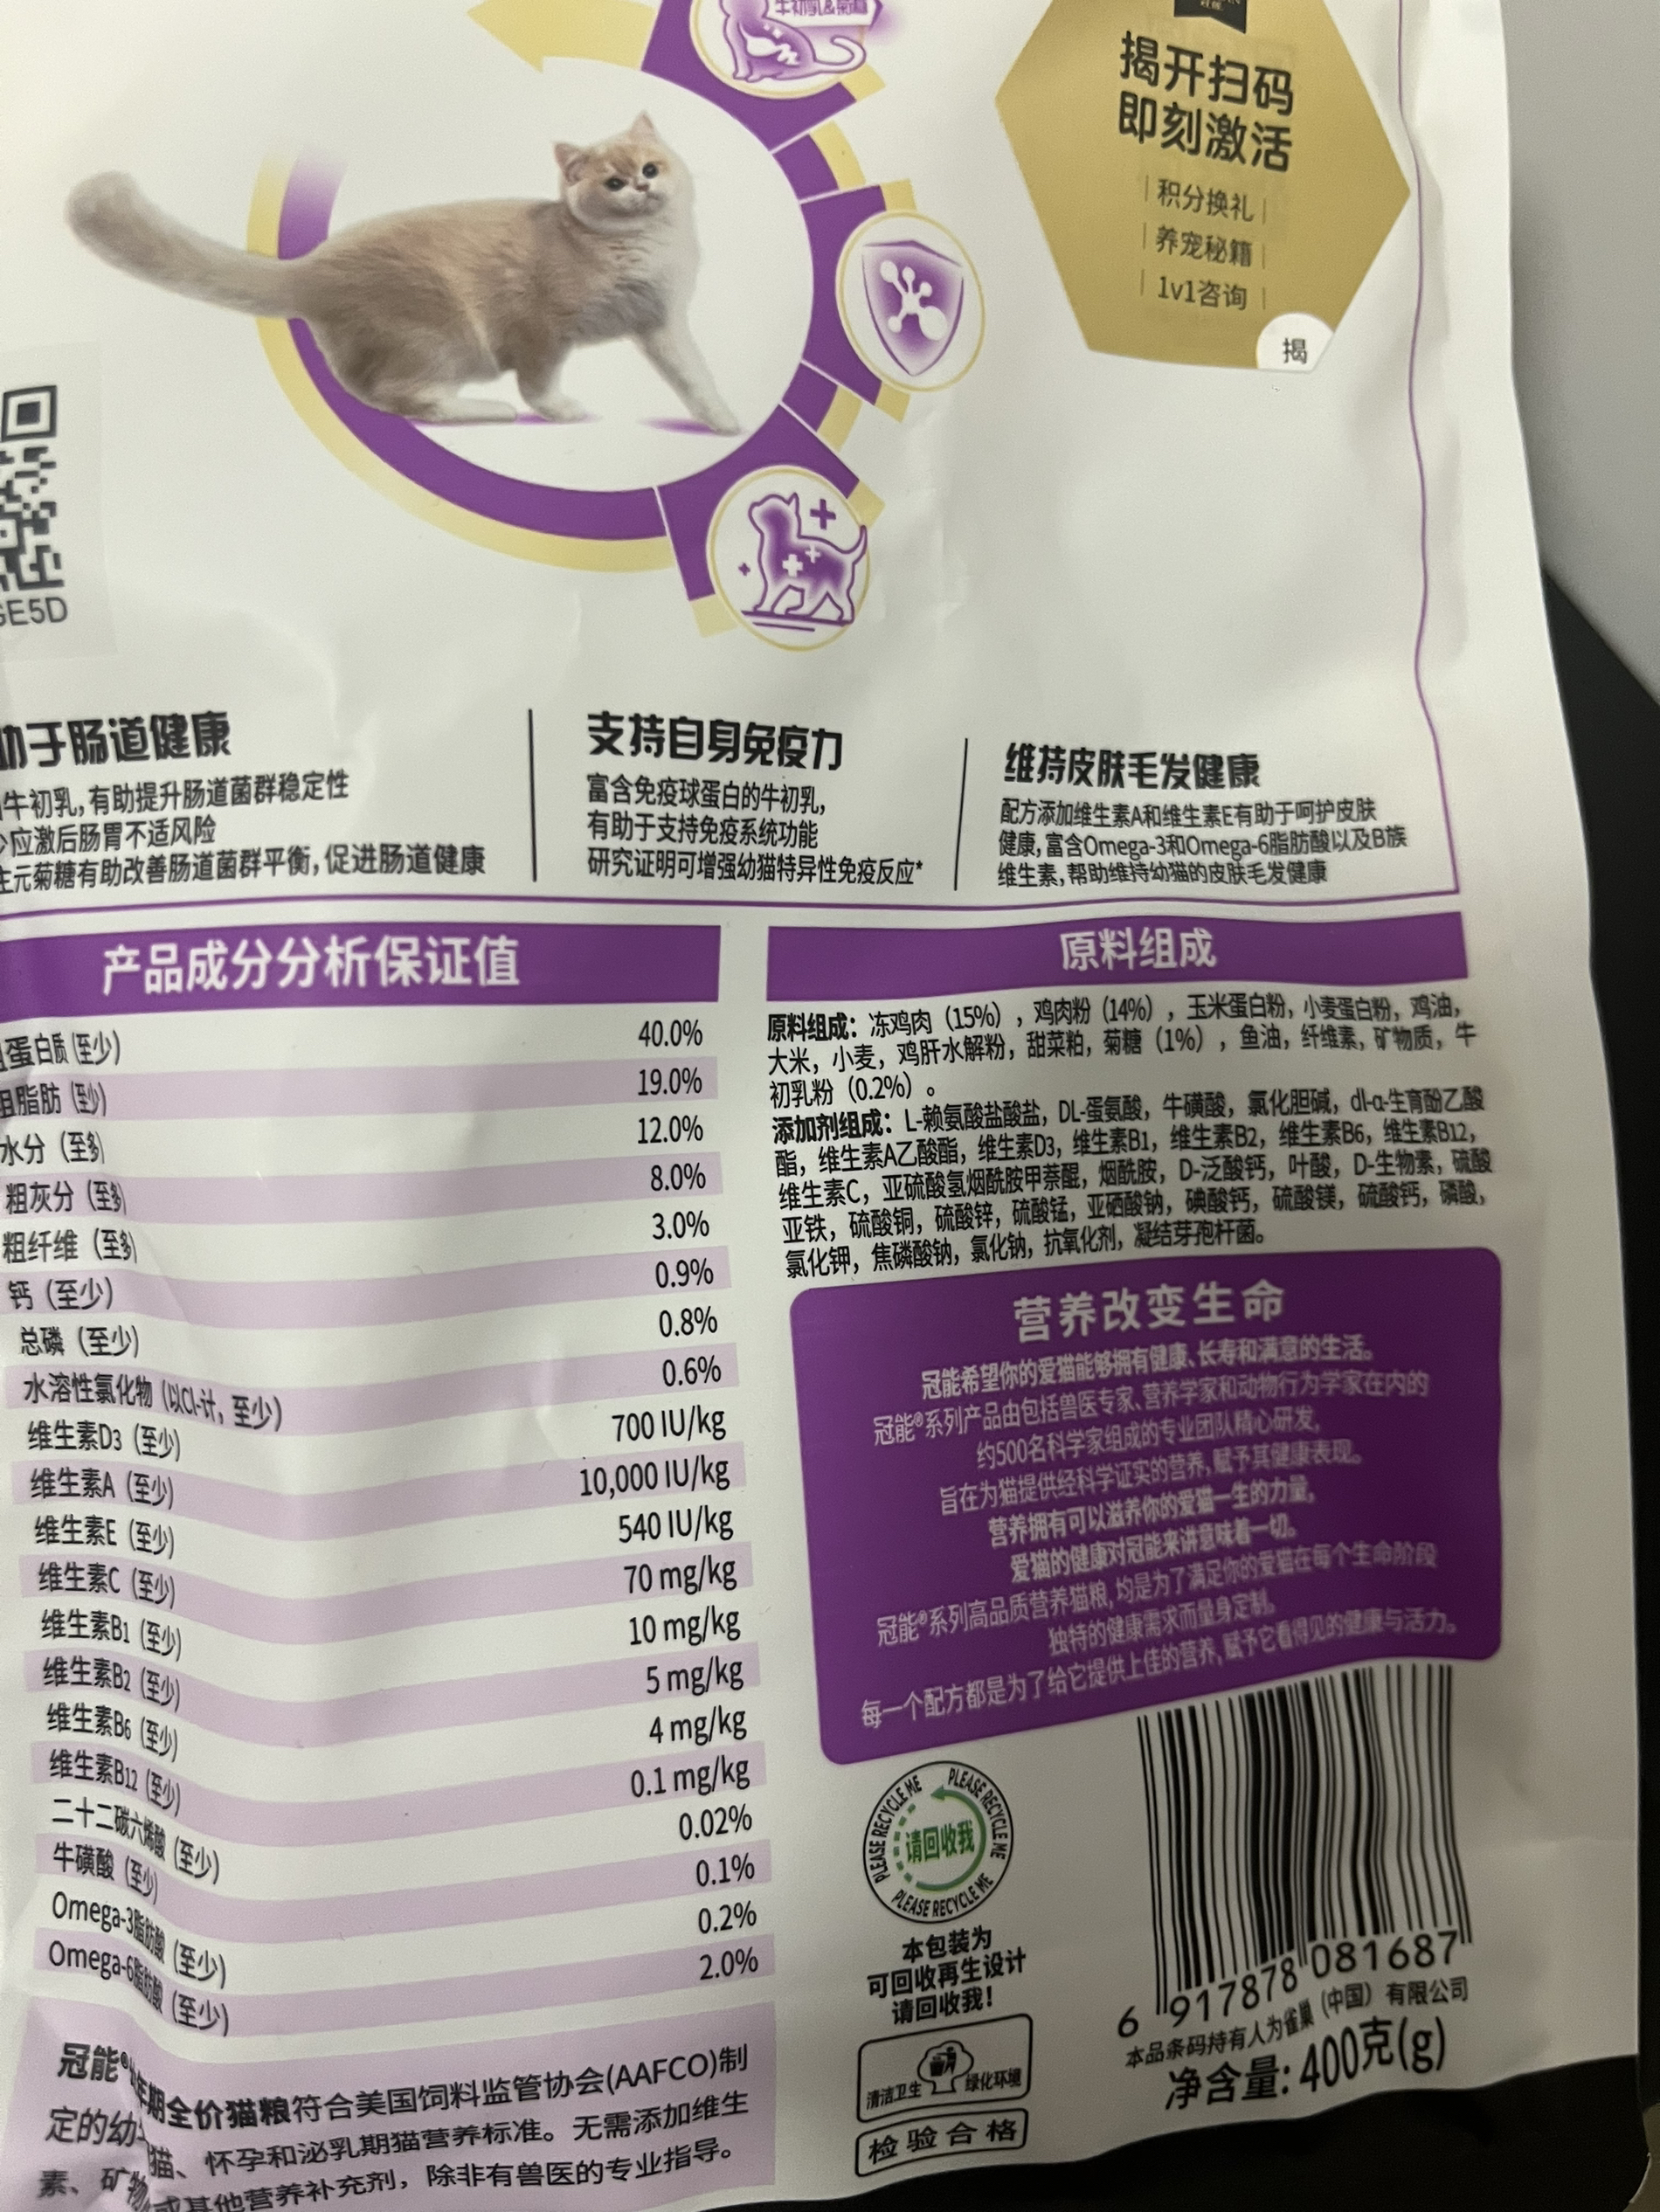 牛初乳&菊糖
揭开扫码
即刻激活
积分换礼
养宠秘籍
1v1咨询
揭
GE5D
助于肠道健康
牛初乳,有助提升肠道菌群稳定性
少应激后肠胃不适风险
生元菊糖有助改善肠道菌群平衡,促进肠道健康
支持自身免疫力
富含免疫球蛋白的牛初乳,
有助于支持免疫系统功能
研究证明可增强幼猫特异性免疫反应*
维持皮肤毛发健康
配方添加维生素A和维生素E有助于呵护皮肤
健康,富含Omega-3和Omega-6脂肪酸以及B族
维生素,帮助维持幼猫的皮肤毛发健康
产品成分分析保证值
粗蛋白质(至少) 40.0%
粗脂肪(至少) 19.0%
水分(至多) 12.0%
粗灰分(至多) 8.0%
粗纤维(至多) 3.0%
钙(至少) 0.9%
总磷(至少) 0.8%
水溶性氯化物(以Cl-计,至少) 0.6%
维生素D3(至少) 700 IU/kg
维生素A(至少) 10,000 IU/kg
维生素E(至少) 540 IU/kg
维生素C(至少) 70 mg/kg
维生素B1(至少) 10 mg/kg
维生素B2(至少) 5 mg/kg
维生素B6(至少) 4 mg/kg
维生素B12(至少) 0.1 mg/kg
二十二碳六烯酸(至少) 0.02%
牛磺酸(至少) 0.1%
Omega-3脂肪酸(至少) 0.2%
Omega-6脂肪酸(至少) 2.0%
冠能®幼年期全价猫粮符合美国饲料监管协会(AAFCO)制
定的幼猫、怀孕和泌乳期猫营养标准。无需添加维生
素、矿物或其他营养补充剂，除非有兽医的专业指导。
原料组成
原料组成：冻鸡肉（15%），鸡肉粉（14%），玉米蛋白粉，小麦蛋白粉，鸡油，
大米，小麦，鸡肝水解粉，甜菜粕，菊糖（1%），鱼油，纤维素，矿物质，牛
初乳粉（0.2%）。
添加剂组成：L-赖氨酸盐酸盐，DL-蛋氨酸，牛磺酸，氯化胆碱，dl-α-生育酚乙酸
酯，维生素A乙酸酯，维生素D3，维生素B1，维生素B2，维生素B6，维生素B12，
维生素C，亚硫酸氢烟酰胺甲萘醌，烟酰胺，D-泛酸钙，叶酸，D-生物素，硫酸
亚铁，硫酸铜，硫酸锌，硫酸锰，亚硒酸钠，碘酸钙，硫酸镁，硫酸钙，磷酸，
氯化钾，焦磷酸钠，氯化钠，抗氧化剂，凝结芽孢杆菌。
营养改变生命
冠能希望你的爱猫能够拥有健康、长寿和满意的生活。
冠能®系列产品由包括兽医专家、营养学家和动物行为学家在内的
约500名科学家组成的专业团队精心研发,
旨在为猫提供经科学证实的营养,赋予其健康表现。
营养拥有可以滋养你的爱猫一生的力量,
爱猫的健康对冠能来讲意味着一切。
冠能®系列高品质营养猫粮,均是为了满足你的爱猫在每个生命阶段
独特的健康需求而量身定制。
每一个配方都是为了给它提供上佳的营养,赋予它看得见的健康与活力。
PLEASE RECYCLE ME
PLEASE RECYCLE ME
PLEASE RECYCLE ME
请回收我
本包装为
可回收再生设计
请回收我!
清洁卫生 绿化环境
检验合格
6 917878 081687
本品条码持有人为雀巢（中国）有限公司
净含量: 400克(g)